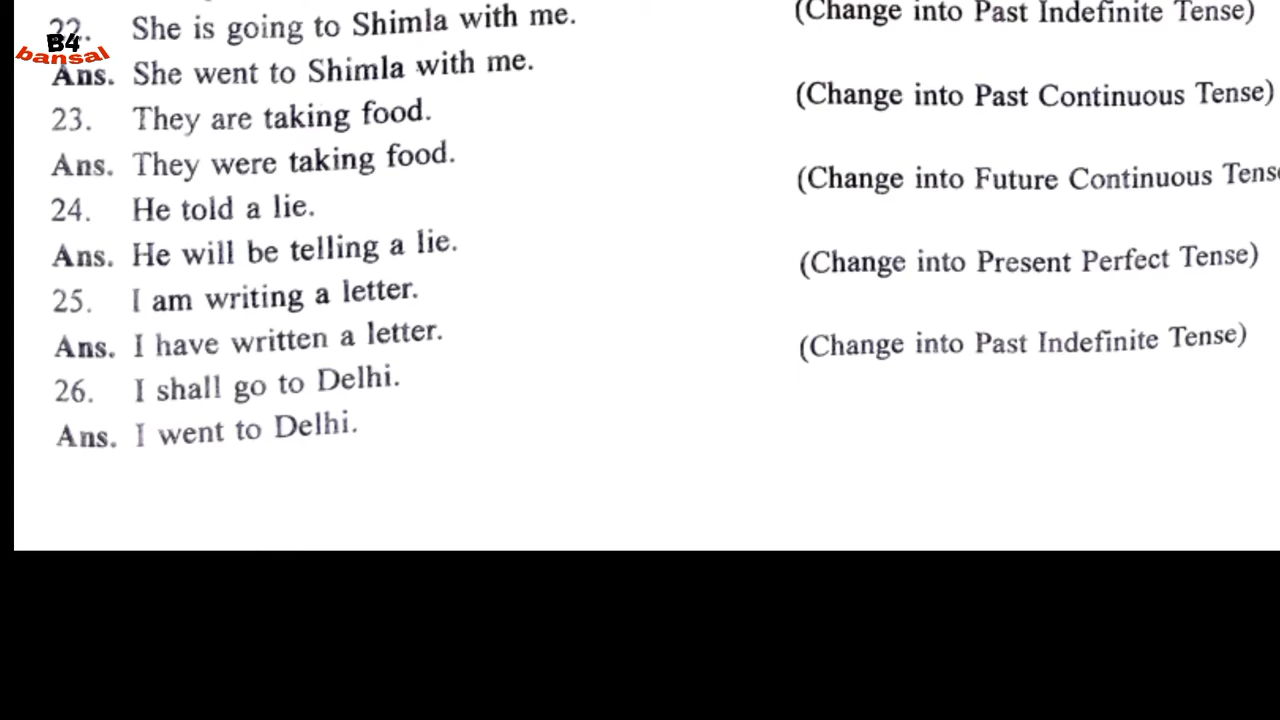 22. She is going to Shimla with me. (Change into Past Indefinite Tense)
B4
bansal
Ans. She went to Shimla with me.
23. They are taking food. (Change into Past Continuous Tense)
Ans. They were taking food.
24. He told a lie. (Change into Future Continuous Tens
Ans. He will be telling a lie.
25. I am writing a letter. (Change into Present Perfect Tense)
Ans. I have written a letter.
26. I shall go to Delhi. (Change into Past Indefinite Tense)
Ans. I went to Delhi.